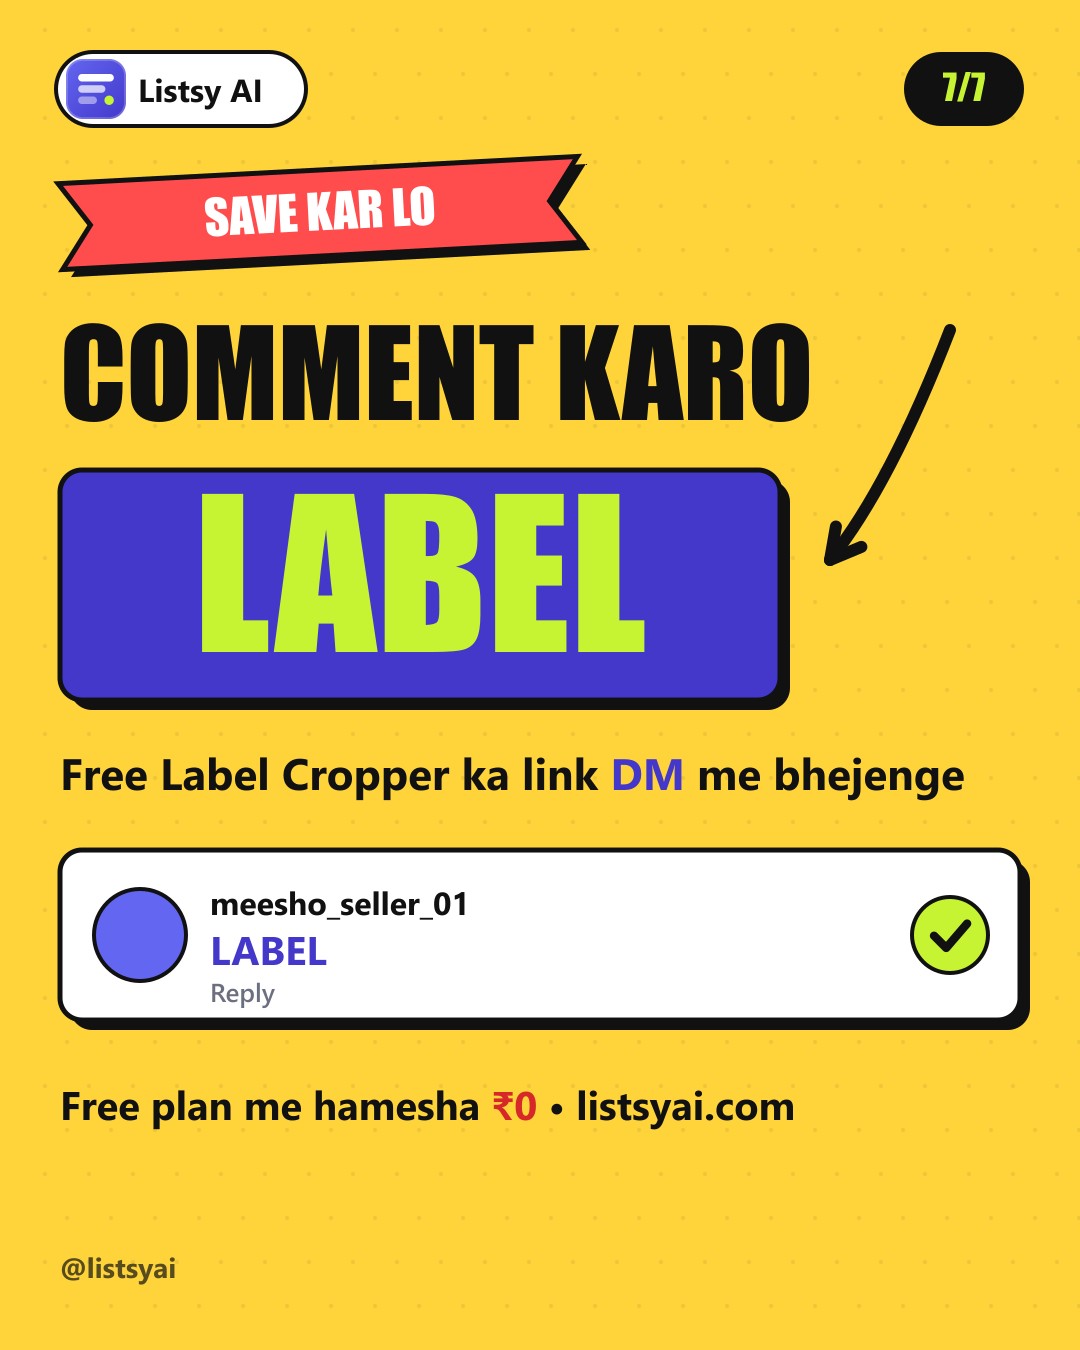 Listsy AI
7/7
SAVE KAR LO
COMMENT KARO
LABEL
Free Label Cropper ka link DM me bhejenge
meesho_seller_01
LABEL
Reply
Free plan me hamesha ₹0 • listsyai.com
@listsyai